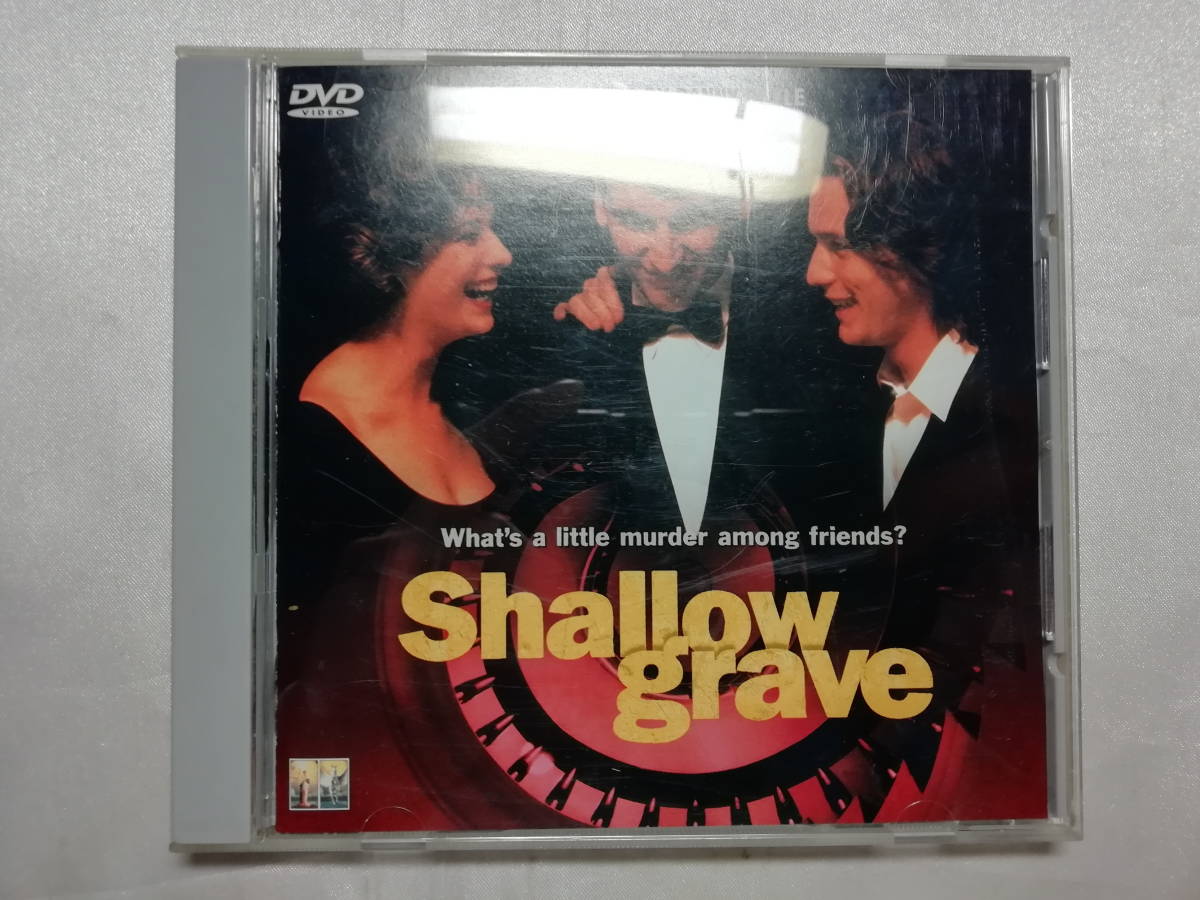 DVD
VIDEO
What's a little murder among friends?
Shallow
grave